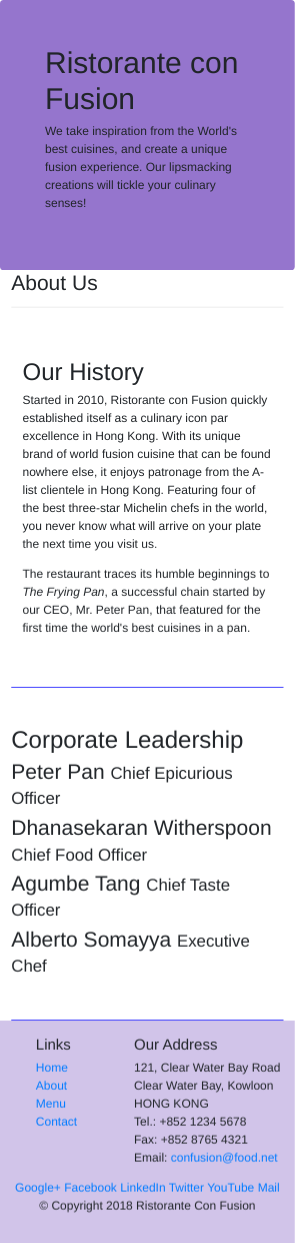 Ristorante con
Fusion
We take inspiration from the World's
best cuisines, and create a unique
fusion experience. Our lipsmacking
creations will tickle your culinary
senses!
About Us
Our History
Started in 2010, Ristorante con Fusion quickly
established itself as a culinary icon par
excellence in Hong Kong. With its unique
brand of world fusion cuisine that can be found
nowhere else, it enjoys patronage from the A-
list clientele in Hong Kong. Featuring four of
the best three-star Michelin chefs in the world,
you never know what will arrive on your plate
the next time you visit us.
The restaurant traces its humble beginnings to
The Frying Pan, a successful chain started by
our CEO, Mr. Peter Pan, that featured for the
first time the world's best cuisines in a pan.
Corporate Leadership
Peter Pan Chief Epicurious
Officer
Dhanasekaran Witherspoon
Chief Food Officer
Agumbe Tang Chief Taste
Officer
Alberto Somayya Executive
Chef
Links
Home
About
Menu
Contact
Our Address
121, Clear Water Bay Road
Clear Water Bay, Kowloon
HONG KONG
Tel.: +852 1234 5678
Fax: +852 8765 4321
Email: confusion@food.net
Google+ Facebook LinkedIn Twitter YouTube Mail
© Copyright 2018 Ristorante Con Fusion